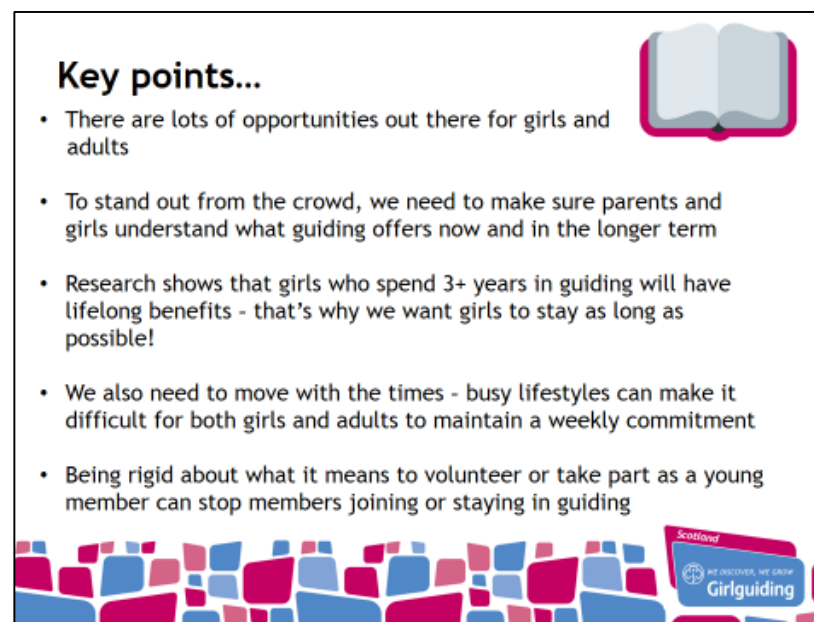 Key points…
• There are lots of opportunities out there for girls and
adults
• To stand out from the crowd, we need to make sure parents and
girls understand what guiding offers now and in the longer term
• Research shows that girls who spend 3+ years in guiding will have
lifelong benefits – that’s why we want girls to stay as long as
possible!
• We also need to move with the times – busy lifestyles can make it
difficult for both girls and adults to maintain a weekly commitment
• Being rigid about what it means to volunteer or take part as a young
member can stop members joining or staying in guiding
Scotland
WE DISCOVER, WE GROW
Girlguiding